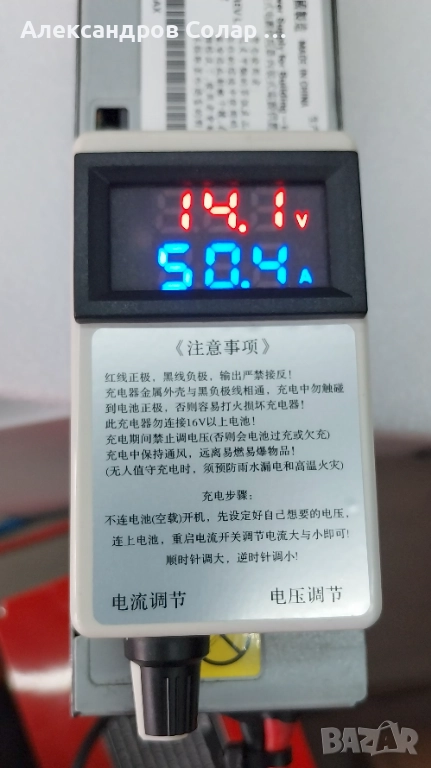 Александров Солар ...
MADE IN CHINA
14.1 V
50.4 A
《注意事项》
红线正极，黑线负极，输出严禁接反!
充电器金属外壳与黑负极线相通，充电中勿触碰
到电池正极，否则容易打火损坏充电器!
此充电器勿连接16V以上电池!
充电期间禁止调电压(否则会电池过充或欠充)
充电中保持通风，远离易燃易爆物品!
(无人值守充电时，须预防雨水漏电和高温火灾)
充电步骤:
不连电池(空载)开机，先设定好自己想要的电压，
连上电池，重启电流开关调节电流大与小即可!
顺时针调大，逆时针调小!
电流调节 电压调节
BAZAR